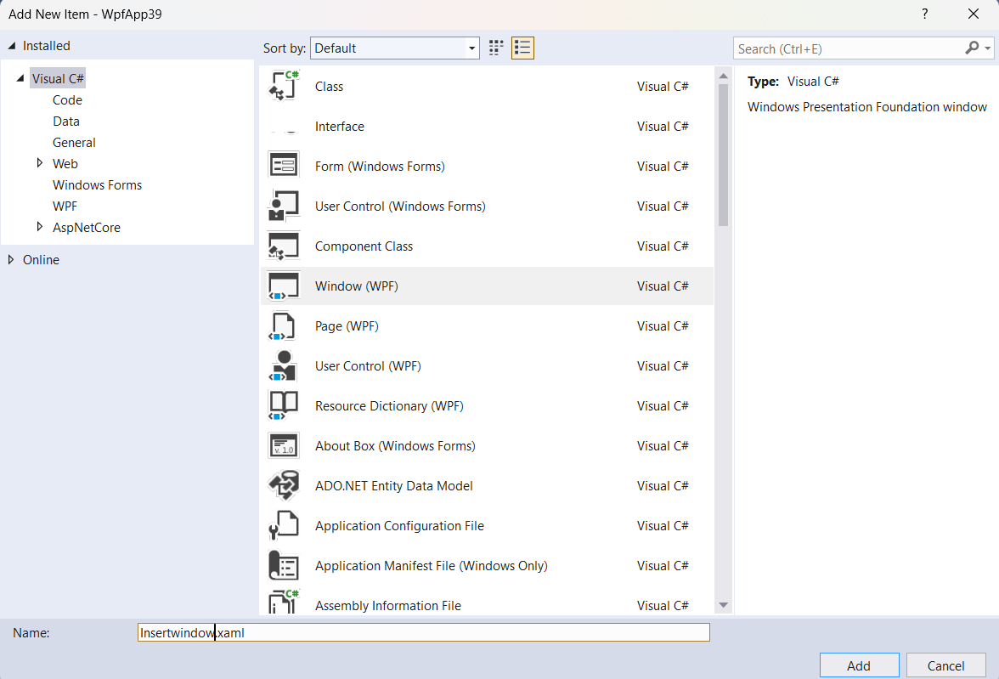 Add New Item - WpfApp39
?
Installed
Sort by: Default
Search (Ctrl+E)
Visual C#
Code
Data
General
Web
Windows Forms
WPF
AspNetCore
Online
Class Visual C#
Interface Visual C#
Form (Windows Forms) Visual C#
User Control (Windows Forms) Visual C#
Component Class Visual C#
Window (WPF) Visual C#
Page (WPF) Visual C#
User Control (WPF) Visual C#
Resource Dictionary (WPF) Visual C#
v. 1.0 About Box (Windows Forms) Visual C#
ADO.NET Entity Data Model Visual C#
Application Configuration File Visual C#
Application Manifest File (Windows Only) Visual C#
Assembly Information File Visual C#
Type: Visual C#
Windows Presentation Foundation window
Name: Insertwindow.xaml
Add Cancel